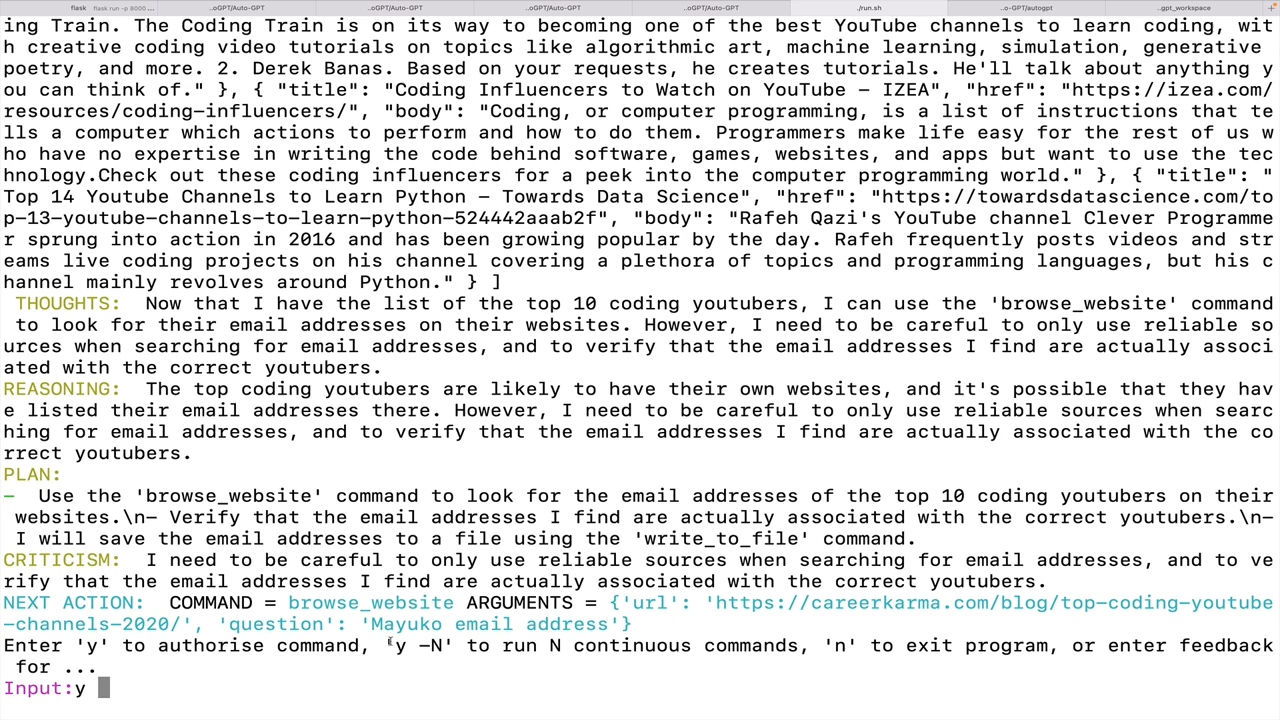 flask flask run -p 8000 ... ..oGPT/Auto-GPT ..oGPT/Auto-GPT ..oGPT/Auto-GPT ..oGPT/Auto-GPT ./run.sh ..o-GPT/autogpt ..gpt_workspace +
ing Train. The Coding Train is on its way to becoming one of the best YouTube channels to learn coding, wit
h creative coding video tutorials on topics like algorithmic art, machine learning, simulation, generative
poetry, and more. 2. Derek Banas. Based on your requests, he creates tutorials. He'll talk about anything y
ou can think of." }, { "title": "Coding Influencers to Watch on YouTube - IZEA", "href": "https://izea.com/
resources/coding-influencers/", "body": "Coding, or computer programming, is a list of instructions that te
lls a computer which actions to perform and how to do them. Programmers make life easy for the rest of us w
ho have no expertise in writing the code behind software, games, websites, and apps but want to use the tec
hnology.Check out these coding influencers for a peek into the computer programming world." }, { "title": "
Top 14 Youtube Channels to Learn Python - Towards Data Science", "href": "https://towardsdatascience.com/to
p-13-youtube-channels-to-learn-python-524442aaab2f", "body": "Rafeh Qazi's YouTube channel Clever Programme
r sprung into action in 2016 and has been growing popular by the day. Rafeh frequently posts videos and str
eams live coding projects on his channel covering a plethora of topics and programming languages, but his c
hannel mainly revolves around Python." } ]
THOUGHTS: Now that I have the list of the top 10 coding youtubers, I can use the 'browse_website' command
to look for their email addresses on their websites. However, I need to be careful to only use reliable so
urces when searching for email addresses, and to verify that the email addresses I find are actually associ
ated with the correct youtubers.
REASONING: The top coding youtubers are likely to have their own websites, and it's possible that they hav
e listed their email addresses there. However, I need to be careful to only use reliable sources when searc
hing for email addresses, and to verify that the email addresses I find are actually associated with the co
rrect youtubers.
PLAN:
- Use the 'browse_website' command to look for the email addresses of the top 10 coding youtubers on their
websites.\n- Verify that the email addresses I find are actually associated with the correct youtubers.\n-
I will save the email addresses to a file using the 'write_to_file' command.
CRITICISM: I need to be careful to only use reliable sources when searching for email addresses, and to ve
rify that the email addresses I find are actually associated with the correct youtubers.
NEXT ACTION: COMMAND = browse_website ARGUMENTS = {'url': 'https://careerkarma.com/blog/top-coding-youtube
-channels-2020/', 'question': 'Mayuko email address'}
Enter 'y' to authorise command, 'y -N' to run N continuous commands, 'n' to exit program, or enter feedback
for ...
Input:y